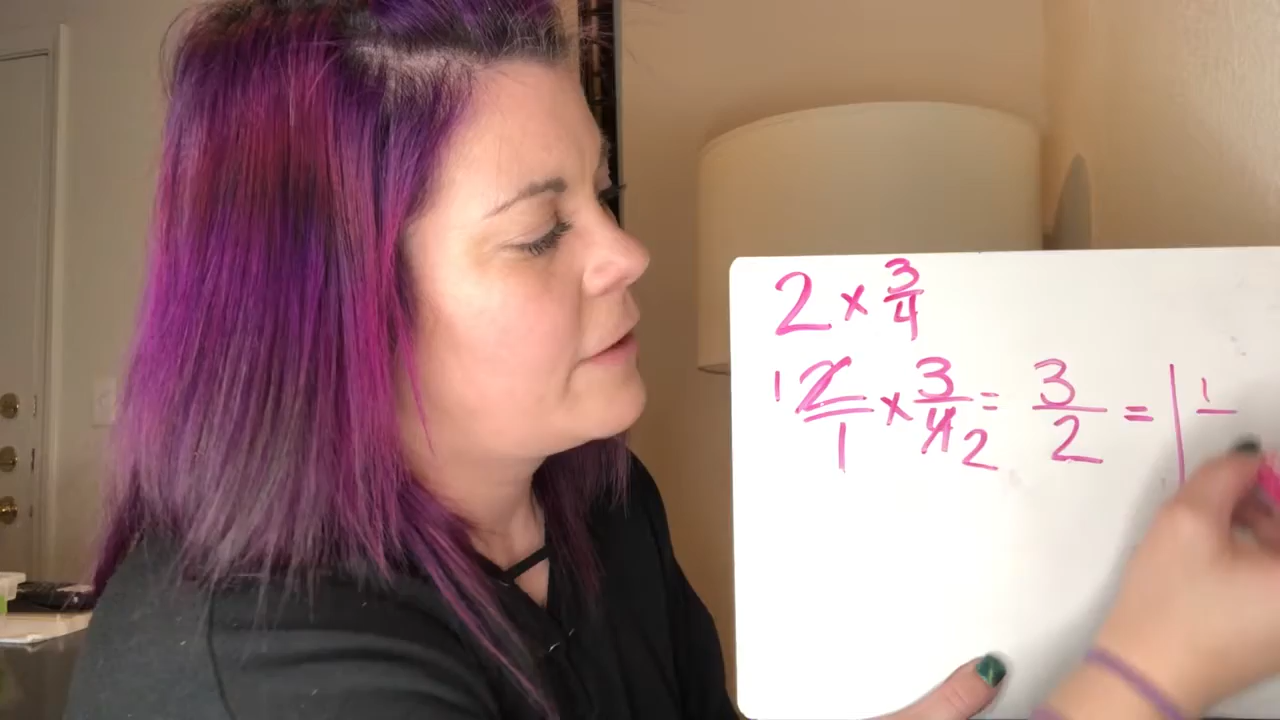 2 × 3/4
1 2/1 × 3/4 2 = 3/2 = 1 1/